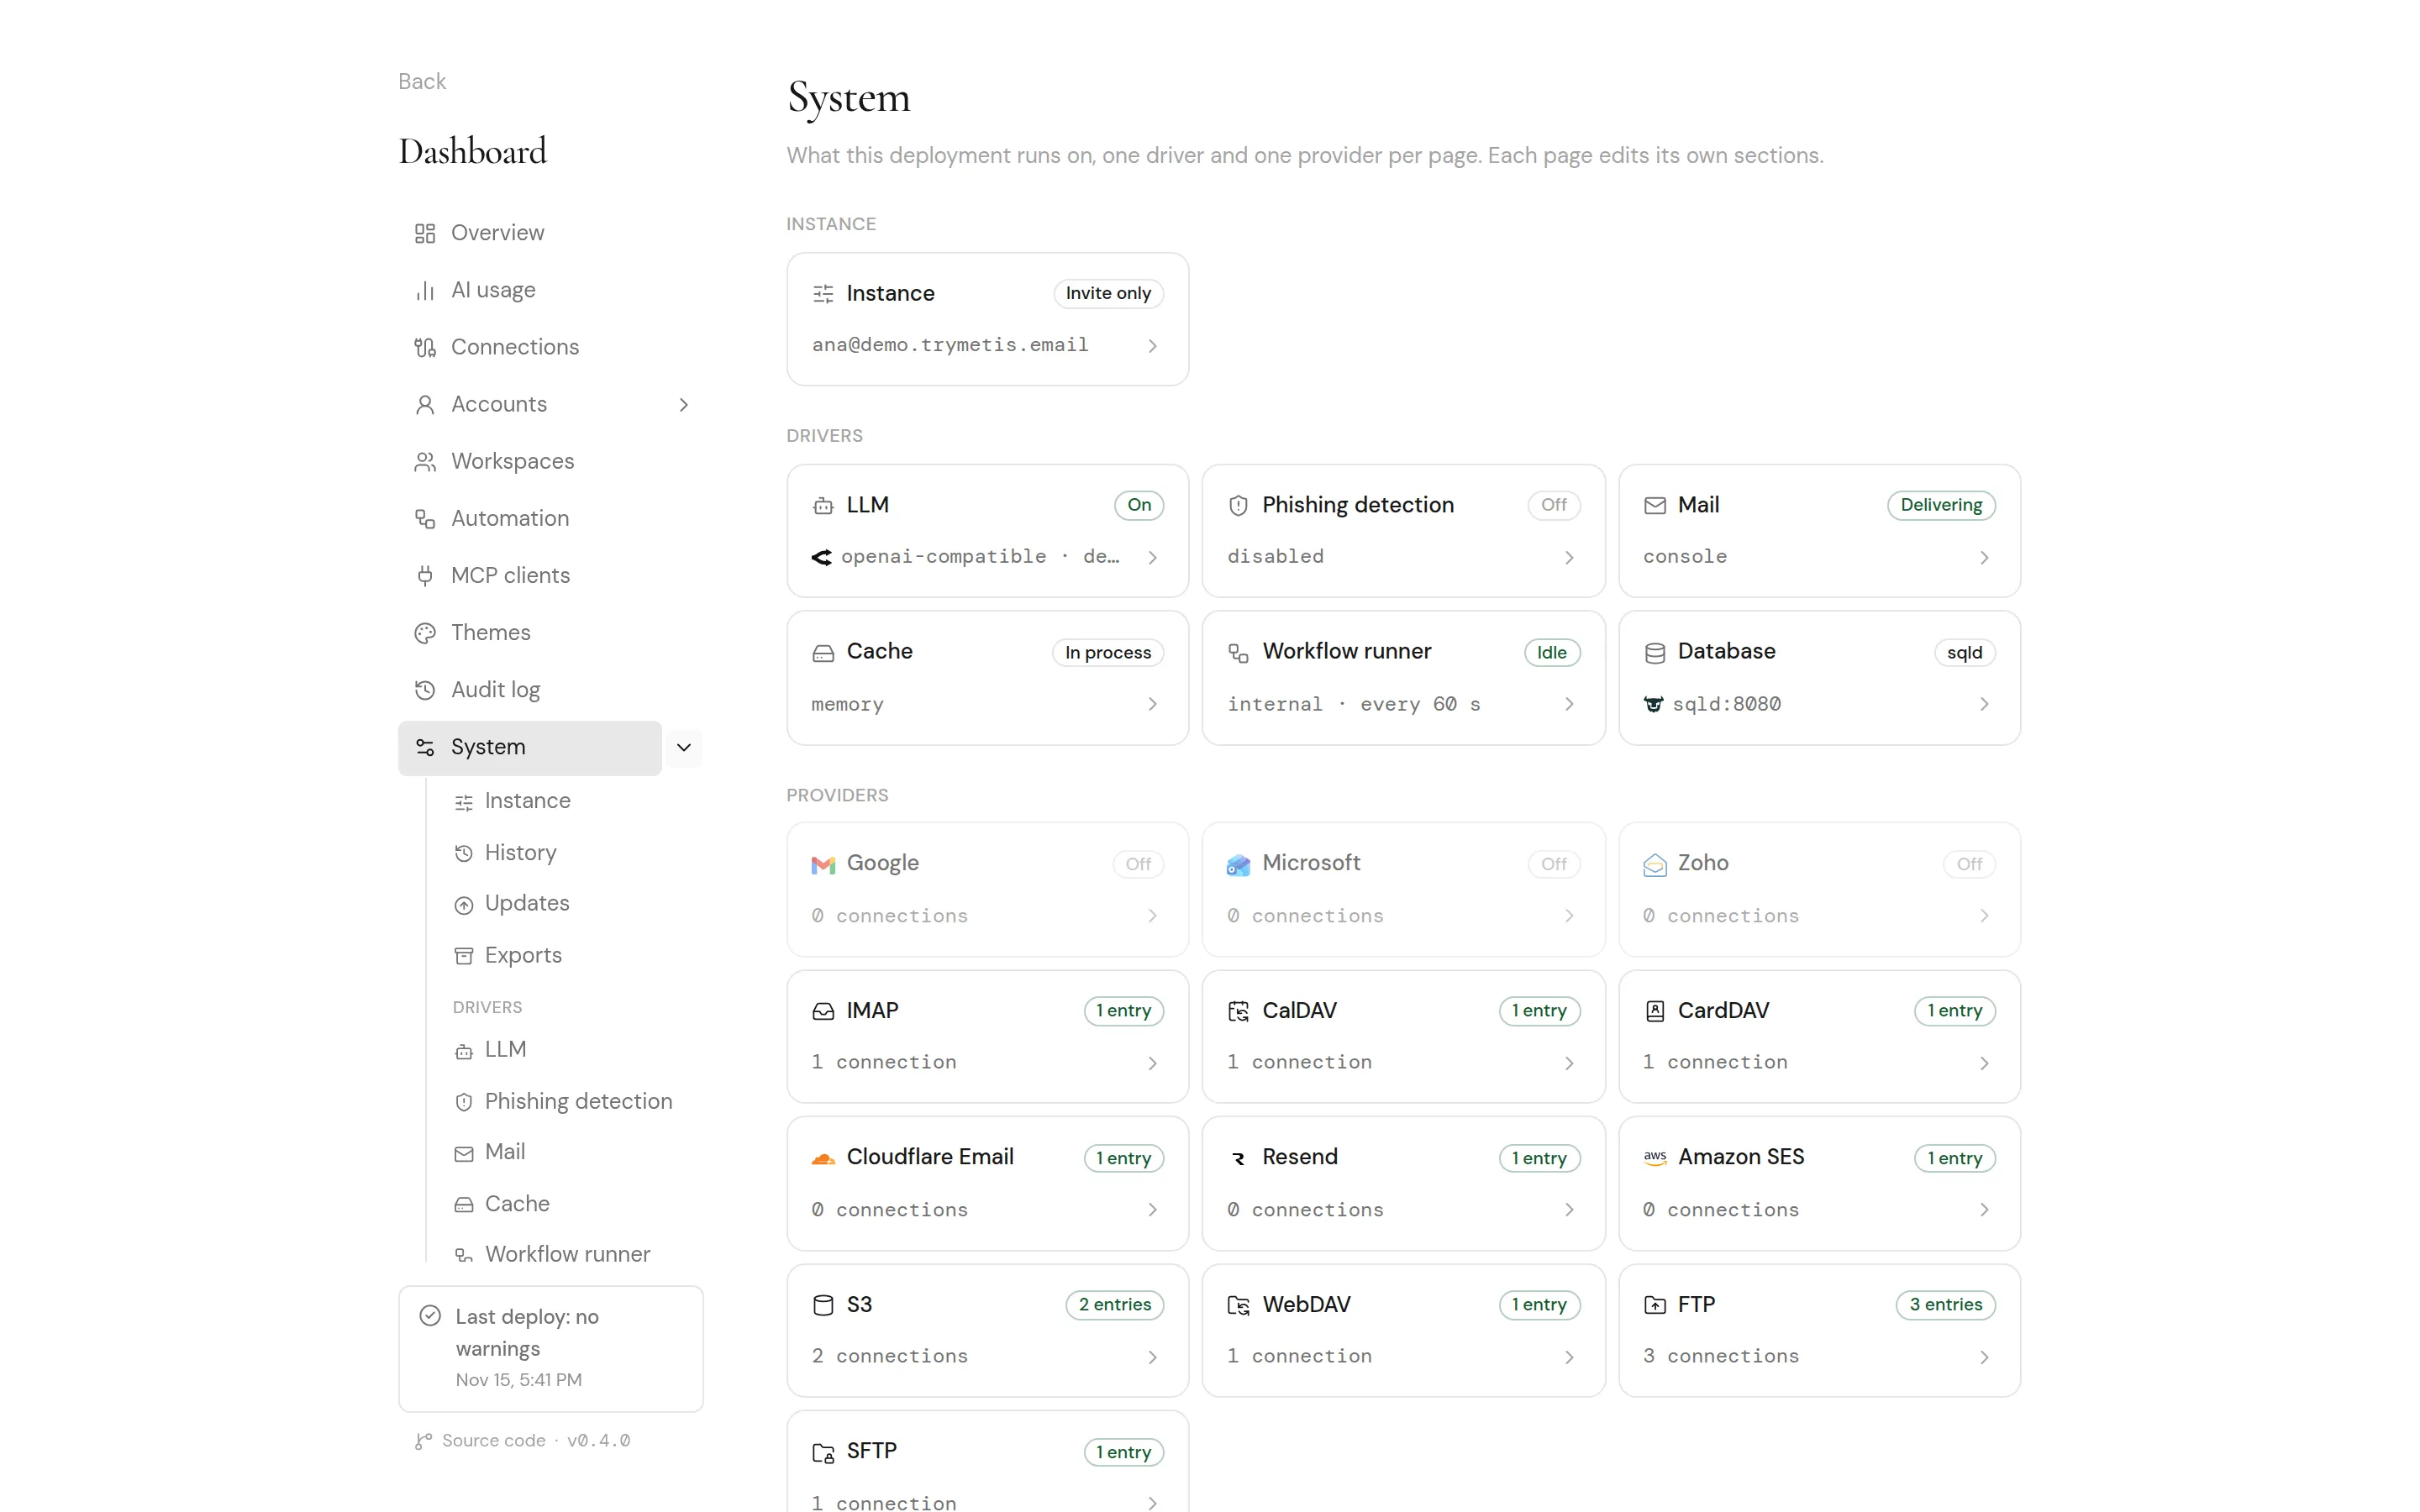 Back
Dashboard
Overview
AI usage
Connections
Accounts
Workspaces
Automation
MCP clients
Themes
Audit log
System
Instance
History
Updates
Exports
DRIVERS
LLM
Phishing detection
Mail
Cache
Workflow runner
Last deploy: no
warnings
Nov 15, 5:41 PM
Source code · v0.4.0
System
What this deployment runs on, one driver and one provider per page. Each page edits its own sections.
INSTANCE
Instance
Invite only
ana@demo.trymetis.email
DRIVERS
LLM
On
openai-compatible · de…
Phishing detection
Off
disabled
Mail
Delivering
console
Cache
In process
memory
Workflow runner
Idle
internal · every 60 s
Database
sqld
sqld:8080
PROVIDERS
Google
Off
0 connections
Microsoft
Off
0 connections
Zoho
Off
0 connections
IMAP
1 entry
1 connection
CalDAV
1 entry
1 connection
CardDAV
1 entry
1 connection
Cloudflare Email
1 entry
0 connections
Resend
1 entry
0 connections
aws
Amazon SES
1 entry
0 connections
S3
2 entries
2 connections
WebDAV
1 entry
1 connection
FTP
3 entries
3 connections
SFTP
1 entry
1 connection